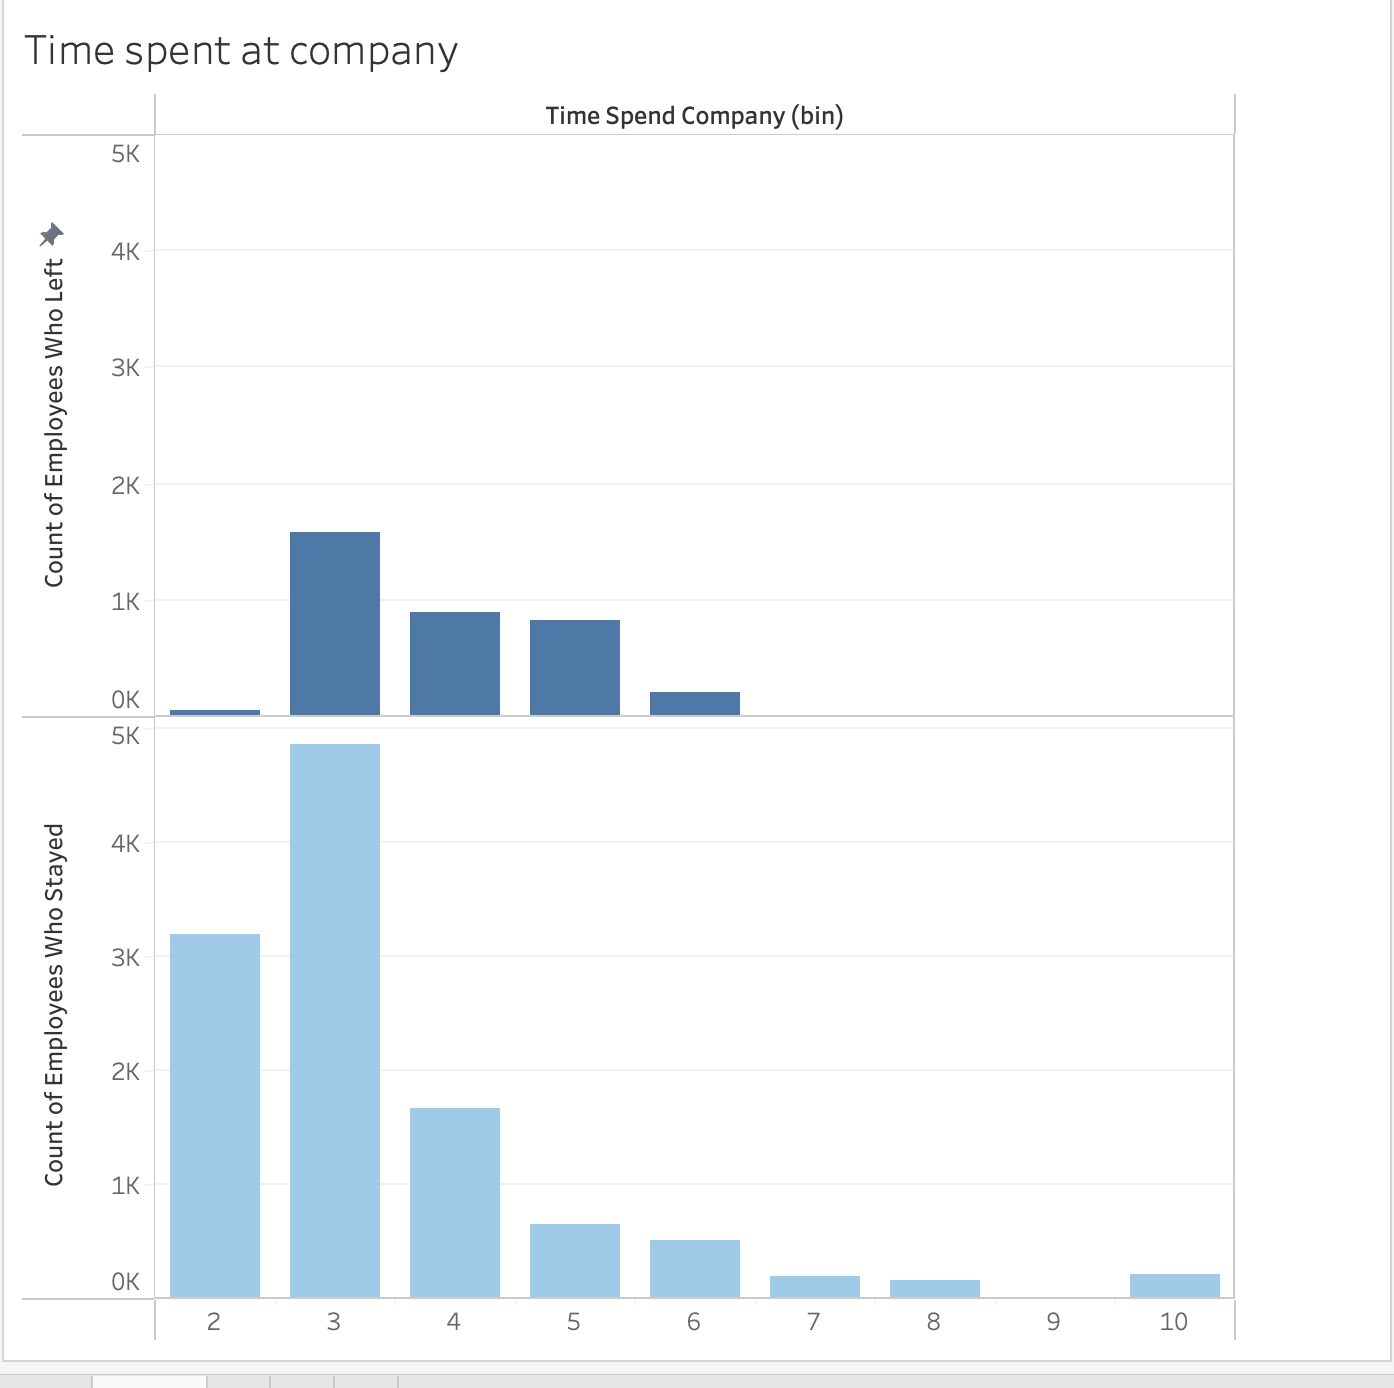 Time spent at company
Time Spend Company (bin)
Count of Employees Who Left
5K
4K
3K
2K
1K
0K
Count of Employees Who Stayed
5K
4K
3K
2K
1K
0K
2 3 4 5 6 7 8 9 10